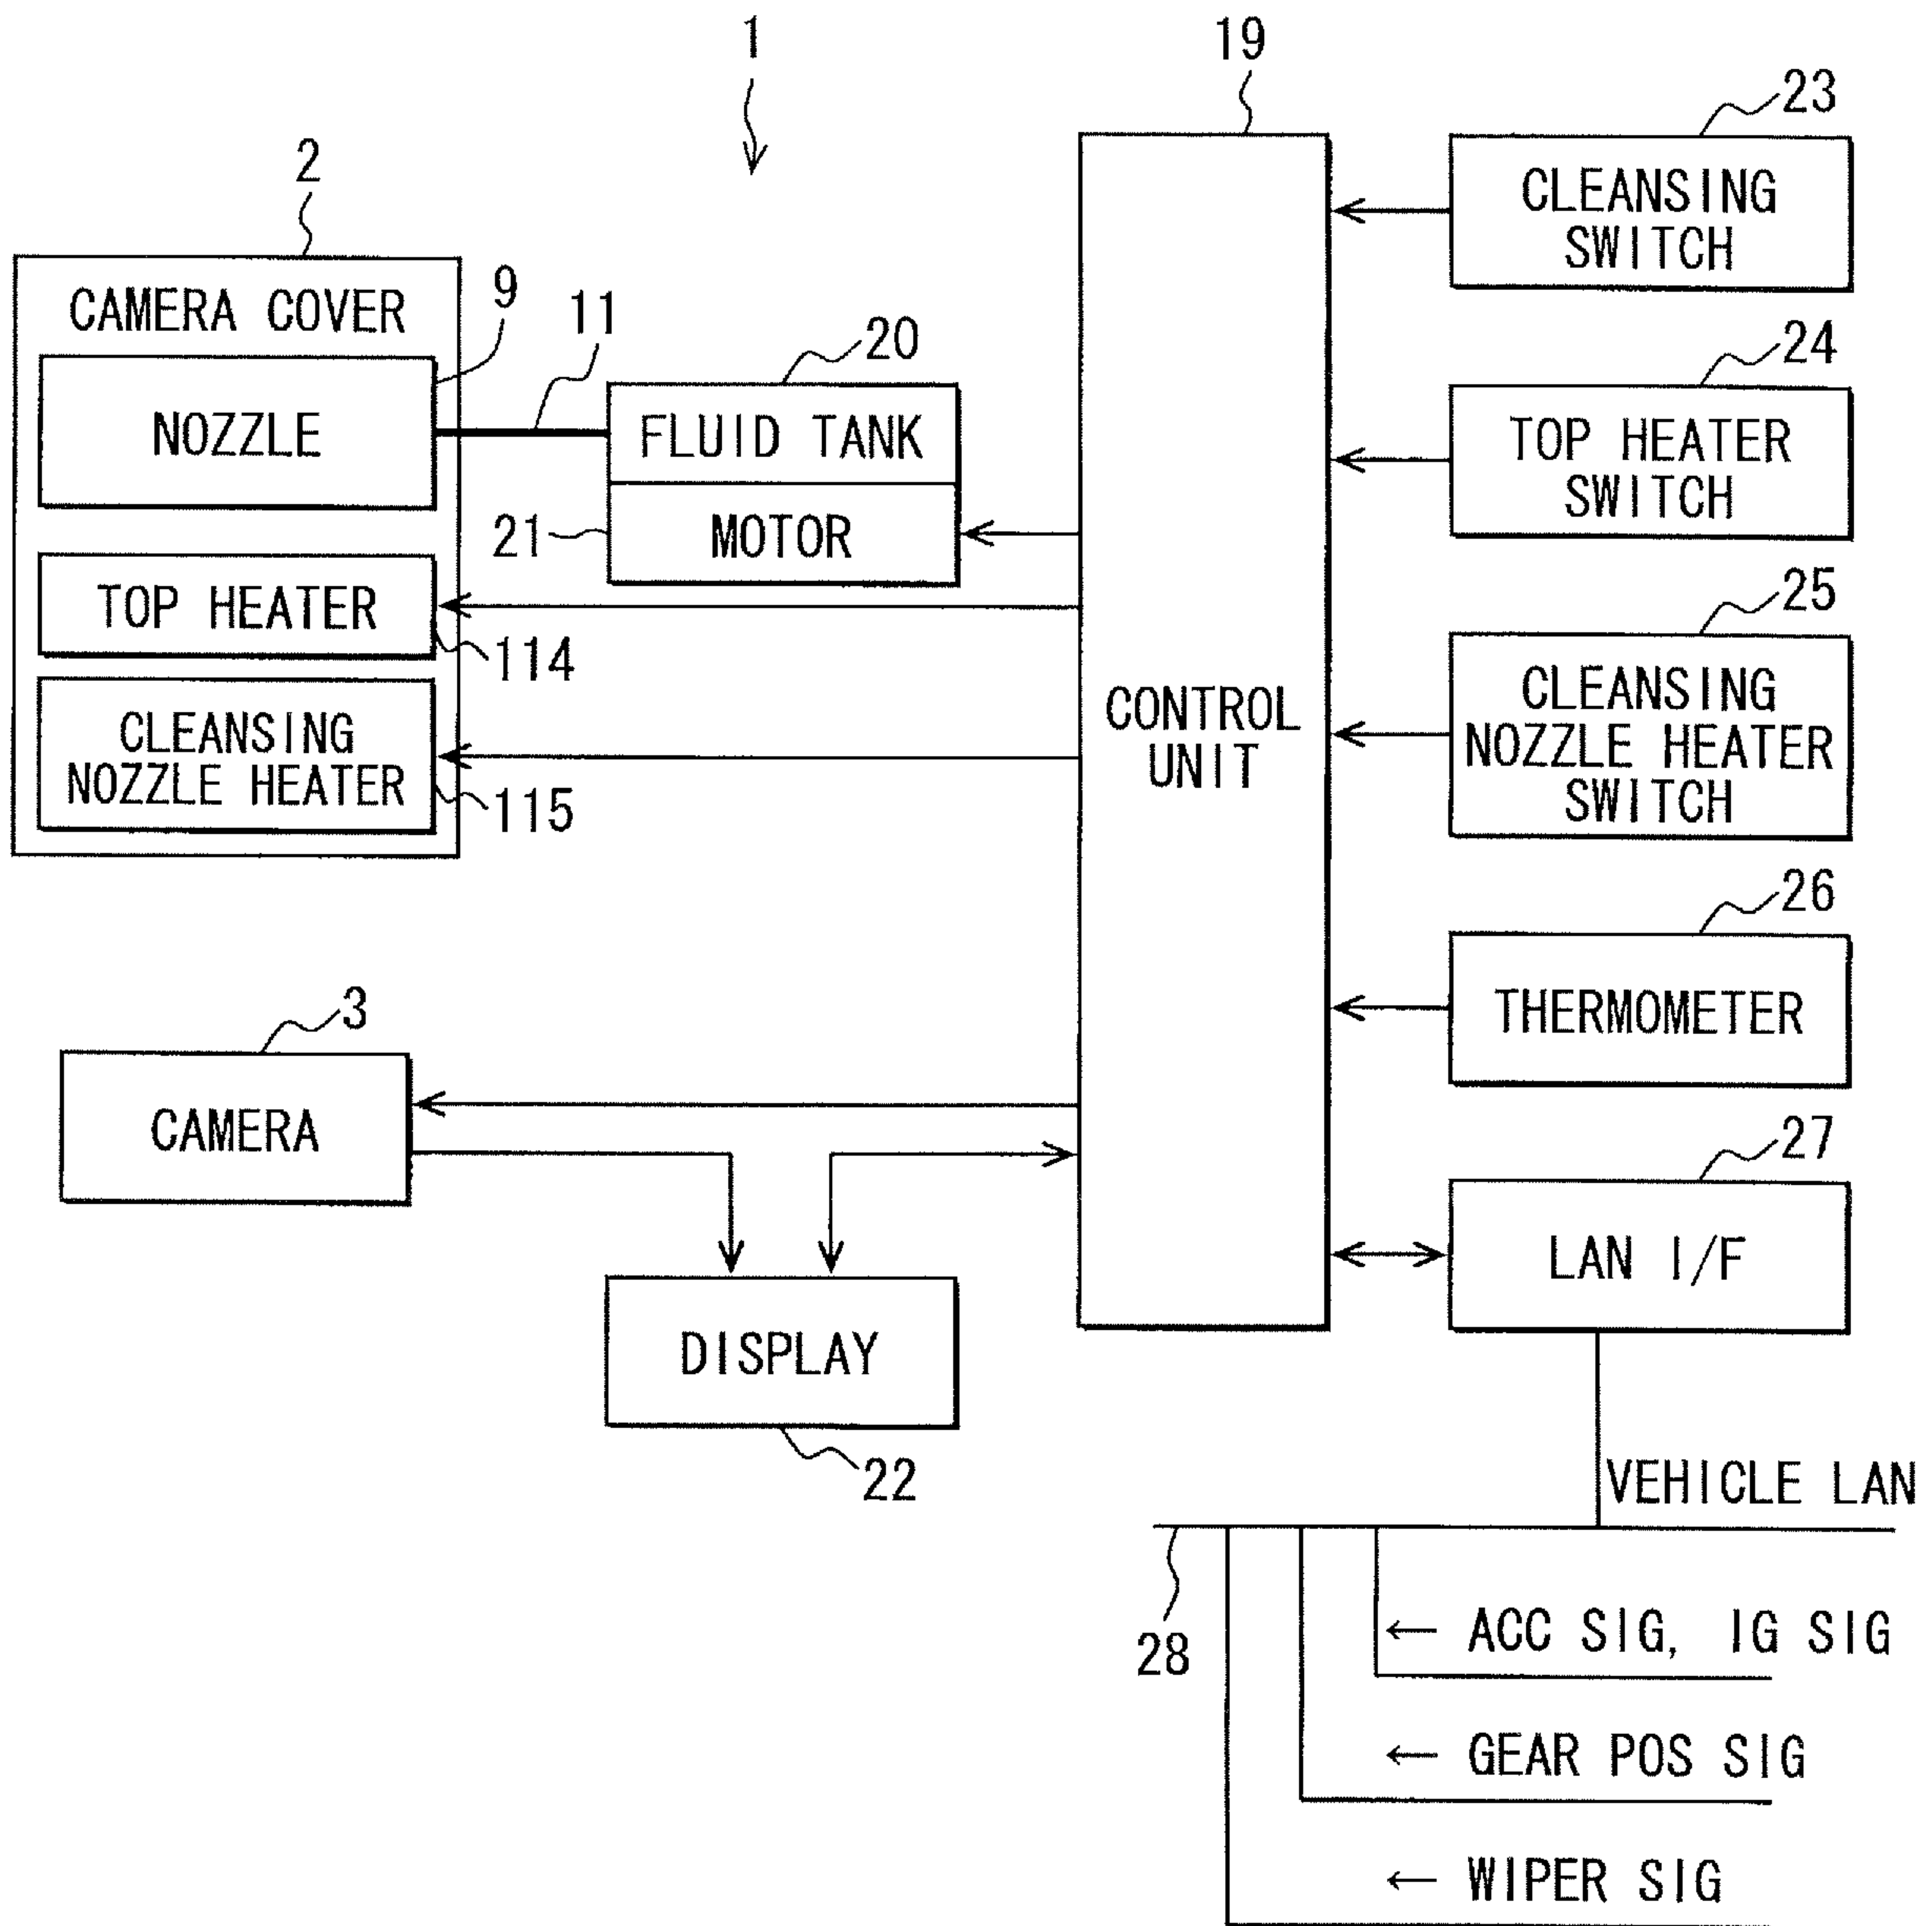 1
19
23
CLEANSING
SWITCH
2
CAMERA COVER
9
11
20
24
NOZZLE
FLUID TANK
TOP HEATER
SWITCH
21
MOTOR
25
TOP HEATER
114
CLEANSING
NOZZLE HEATER
SWITCH
CLEANSING
NOZZLE HEATER
115
CONTROL
UNIT
26
THERMOMETER
3
CAMERA
27
LAN I/F
DISPLAY
22
VEHICLE LAN
28
← ACC SIG, IG SIG
← GEAR POS SIG
← WIPER SIG